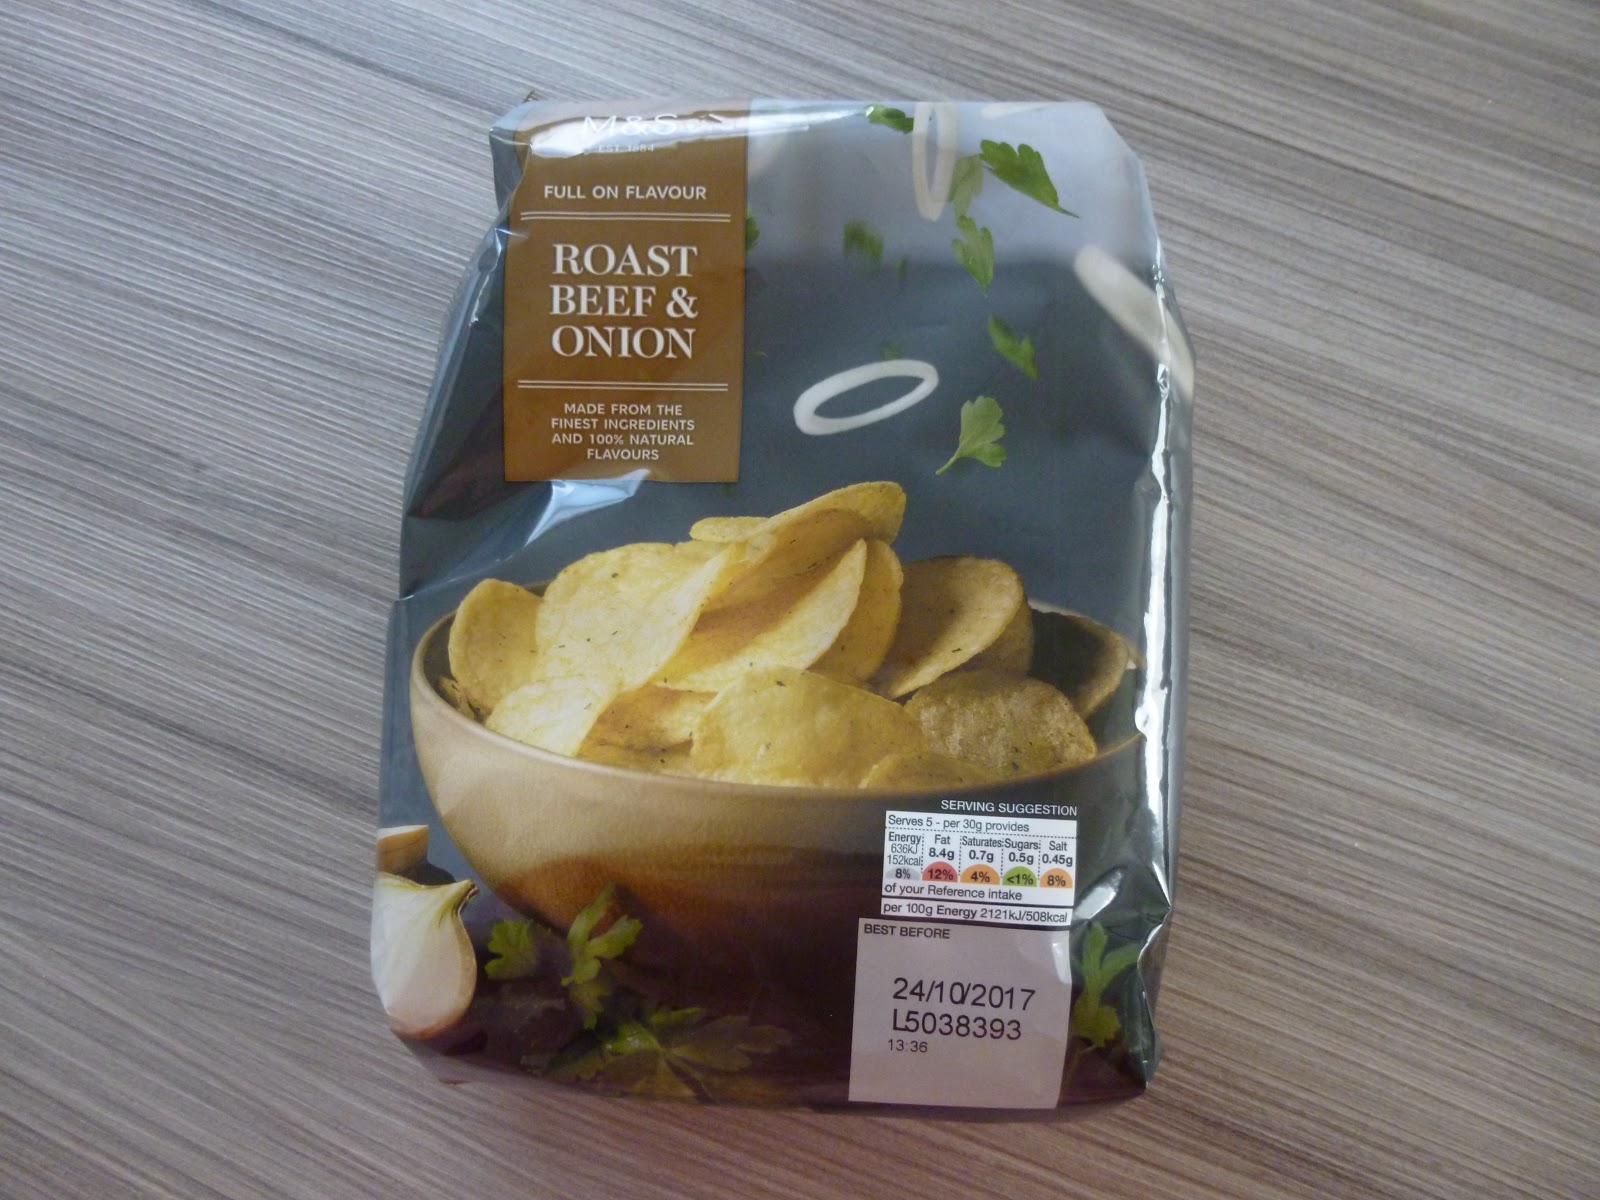 M&S
EST. 1884
FULL ON FLAVOUR
ROAST
BEEF &
ONION
MADE FROM THE
FINEST INGREDIENTS
AND 100% NATURAL
FLAVOURS
SERVING SUGGESTION
Serves 5 - per 30g provides
Energy Fat Saturates Sugars Salt
636kJ 8.4g 0.7g 0.5g 0.45g
152kcal
8% 12% 4% <1% 8%
of your Reference intake
per 100g Energy 2121kJ/508kcal
BEST BEFORE
24/10/2017
L5038393
13:36